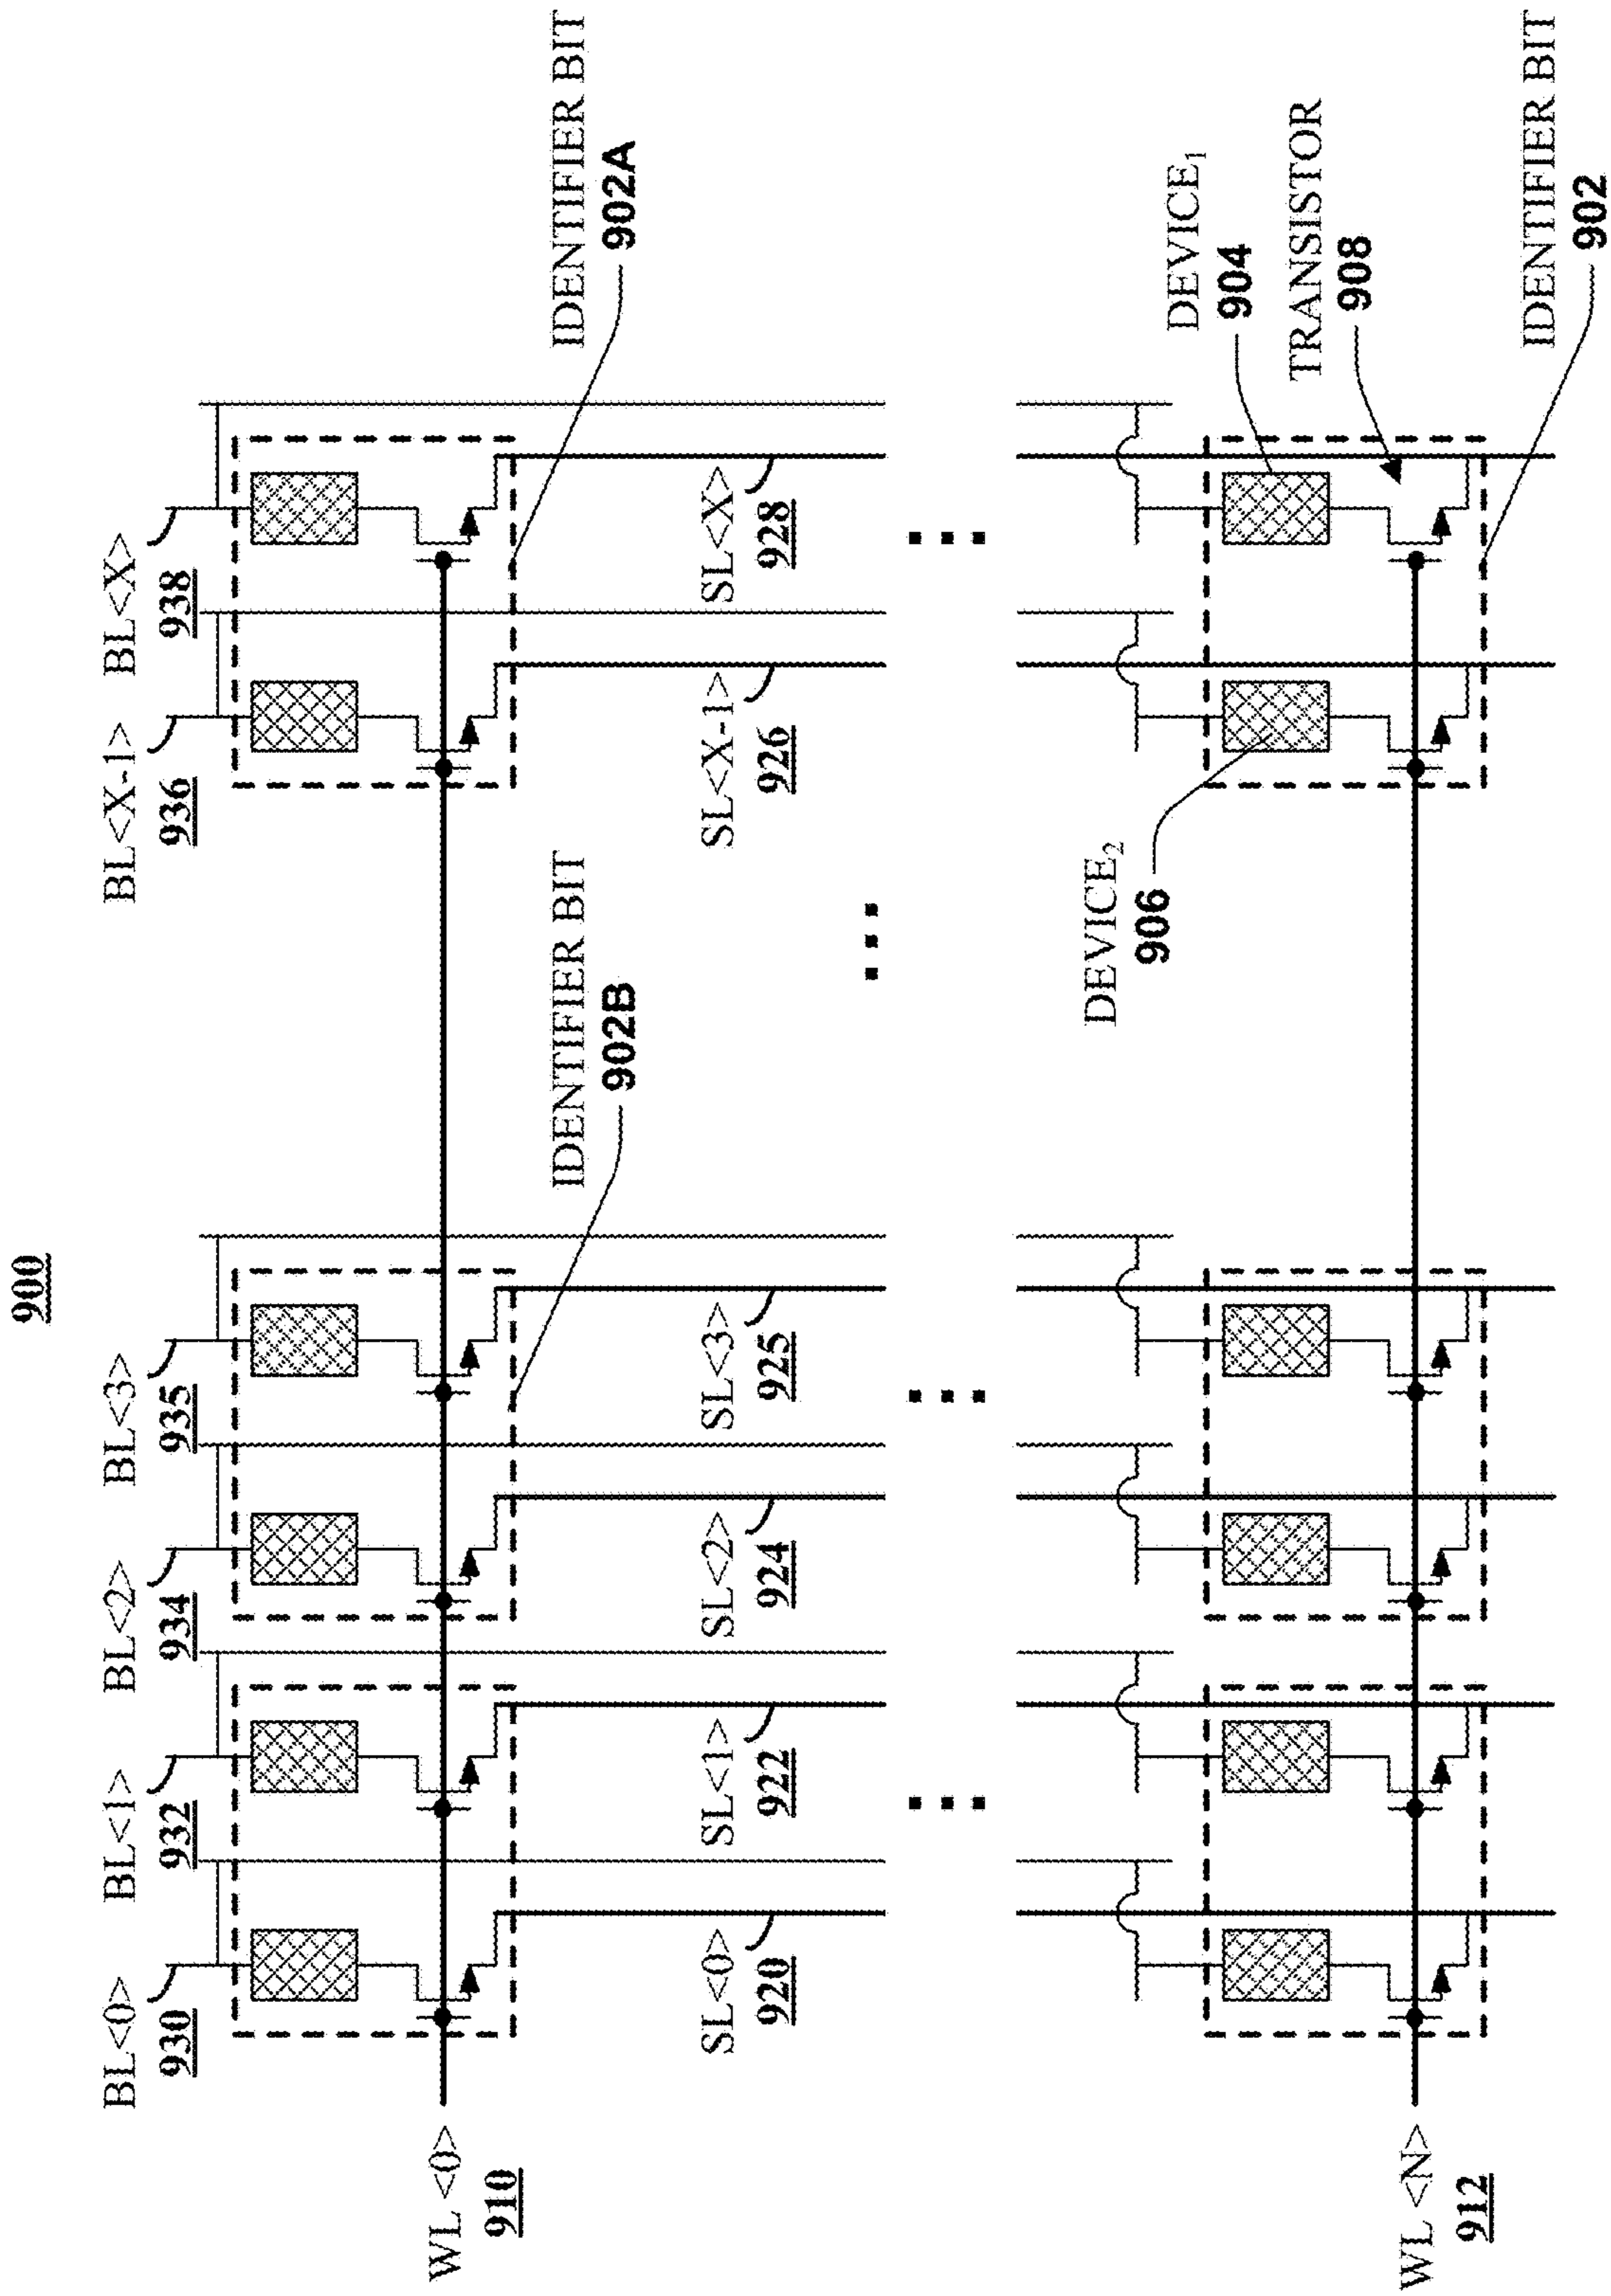 900
BL<0>
930
BL<1>
932
BL<2>
934
BL<3>
935
BL<X-1>
936
BL<X>
938
WL <0>
910
IDENTIFIER BIT
902B
IDENTIFIER BIT
902A
SL<0>
920
SL<1>
922
SL<2>
924
SL<3>
925
SL<X-1>
926
SL<X>
928
DEVICE₂
906
DEVICE₁
904
TRANSISTOR
908
WL <N>
912
IDENTIFIER BIT
902